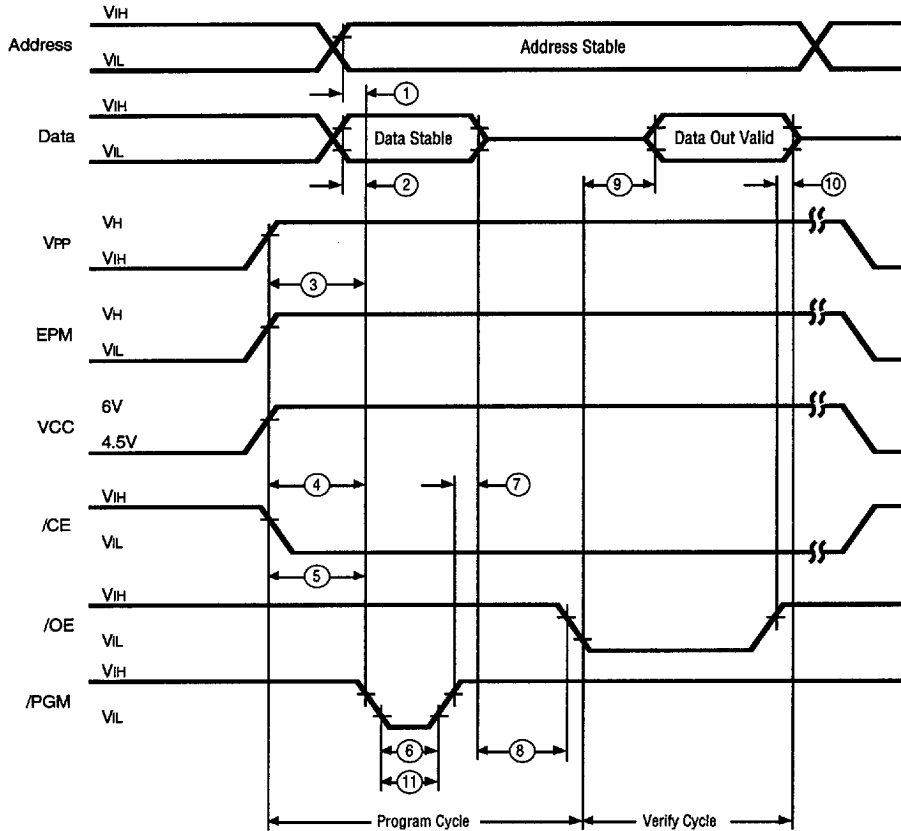 VIH
Address
Address Stable
VIL
1
VIH
Data
Data Stable
Data Out Valid
VIL
2
9
10
VH
VPP
VIH
3
VH
EPM
VIL
6V
VCC
4.5V
4
7
VIH
/CE
VIL
5
VIH
/OE
VIL
VIH
/PGM
VIL
6
8
11
Program Cycle
Verify Cycle